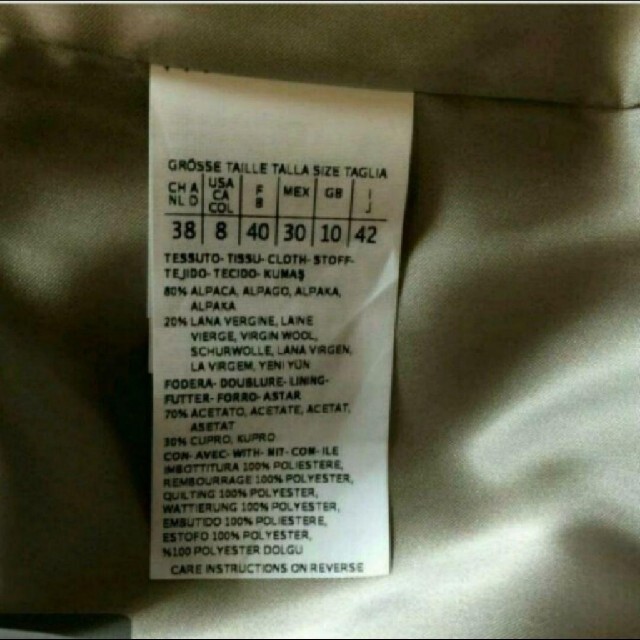 GRÖSSE TAILLE TALLA SIZE TAGLIA
CH A USA F MEX GB I
NL D CA B J
COL
38 8 40 30 10 42
TESSUTO- TISSU- CLOTH- STOFF-
TEJIDO- TECIDO- KUMAŞ
80% ALPACA, ALPAGO, ALPAKA,
ALPAKA
20% LANA VERGINE, LAINE
VIERGE, VIRGIN WOOL,
SCHURWOLLE, LANA VIRGEN,
LA VIRGEM, YENI YÜN
FODERA- DOUBLURE- LINING-
FUTTER- FORRO- ASTAR
70% ACETATO, ACETATE, ACETAT,
ASETAT
30% CUPRO, KUPRO
CON- AVEC- WITH- MIT- COM- ILE
IMBOTTITURA 100% POLIESTERE,
REMBOURRAGE 100% POLYESTER,
QUILTING 100% POLYESTER,
WATTIERUNG 100% POLYESTER,
EMBUTIDO 100% POLIESTERE,
ESTOFO 100% POLYESTER,
%100 POLYESTER DOLGU
CARE INSTRUCTIONS ON REVERSE